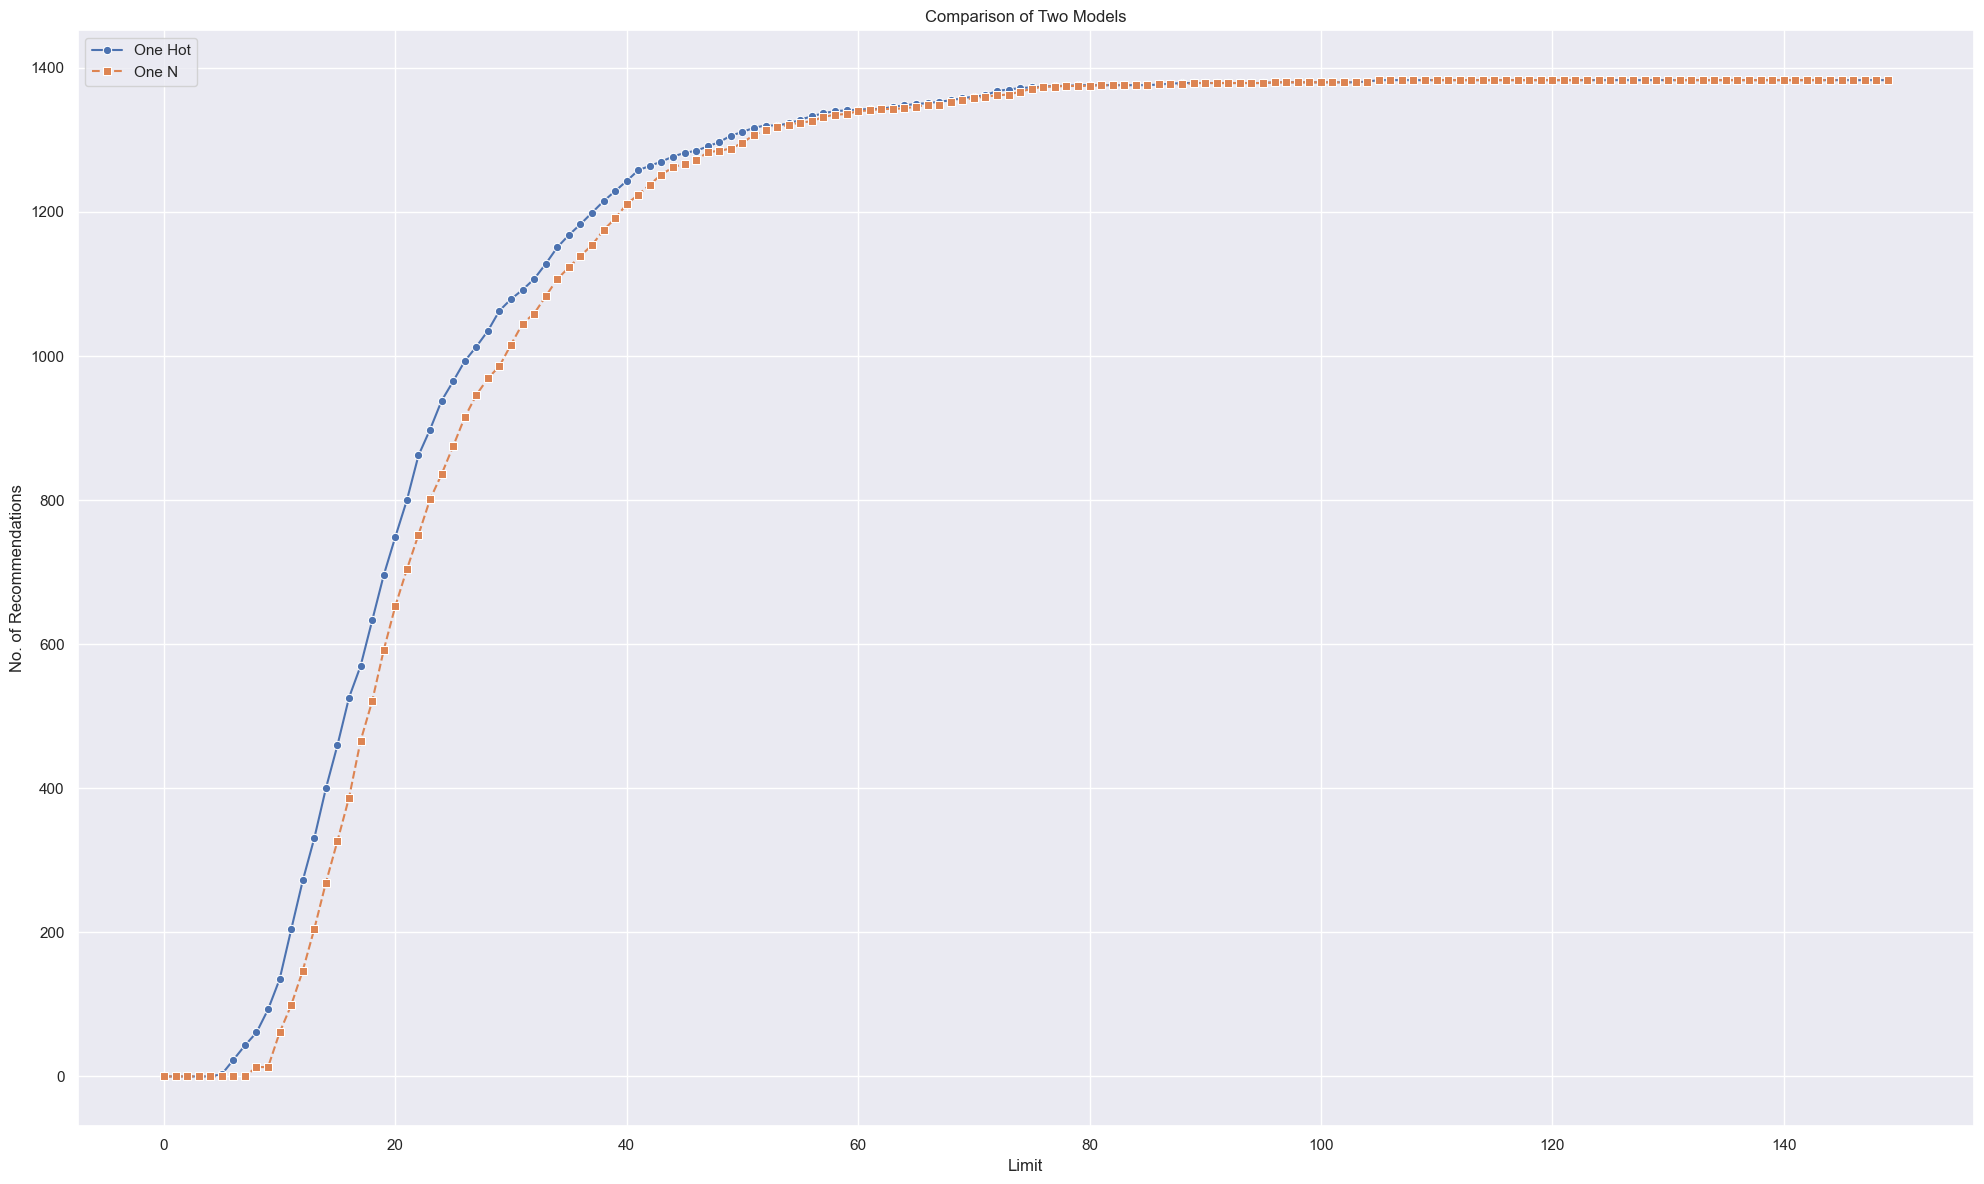 Comparison of Two Models
One Hot
One N
1400
1200
1000
800
600
400
200
0
No. of Recommendations
0 20 40 60 80 100 120 140
Limit